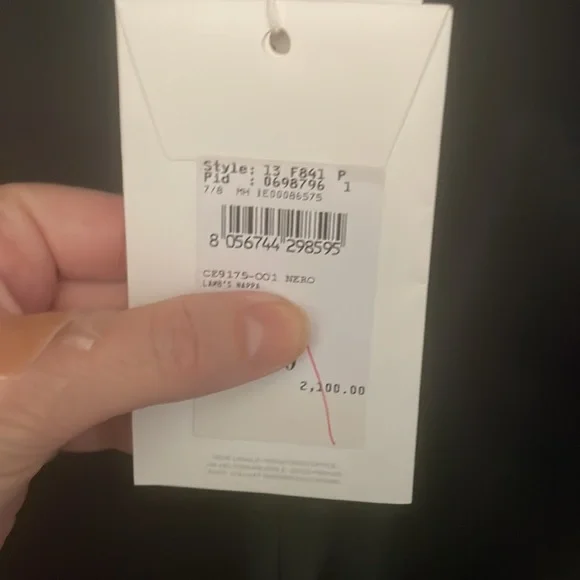 Style: 13 F841 P
Pid : 0698796 1
7/8 MH 1E00086575
8 056744 298595
CE9175-001 NERO
LAMB'S NAPPA
2,100.00